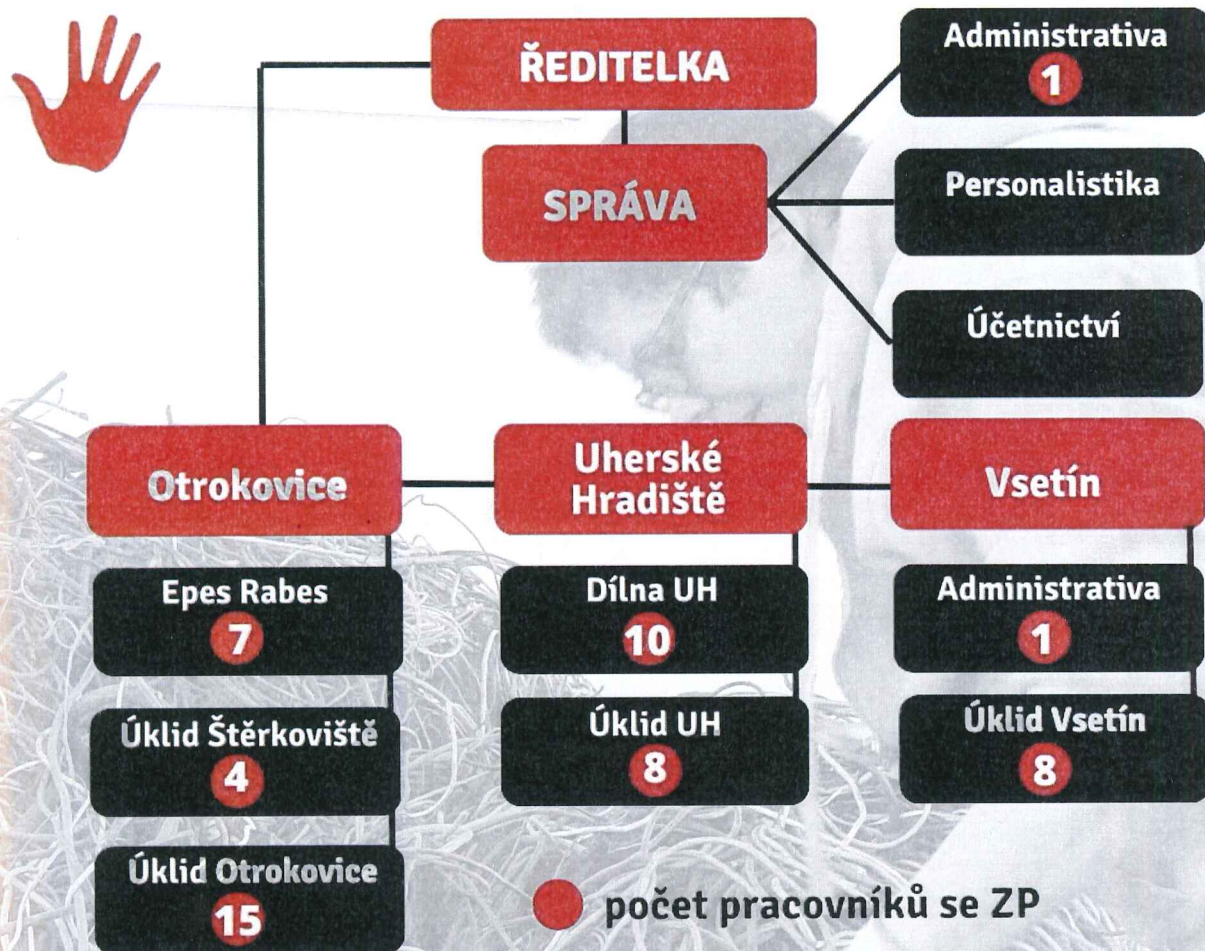 ŘEDITELKA
SPRÁVA
Administrativa
1
Personalistika
Účetnictví
Otrokovice
Epes Rabes
7
Úklid Štěrkoviště
4
Úklid Otrokovice
15
Uherské
Hradiště
Dílna UH
10
Úklid UH
8
Vsetín
Administrativa
1
Úklid Vsetín
8
počet pracovníků se ZP